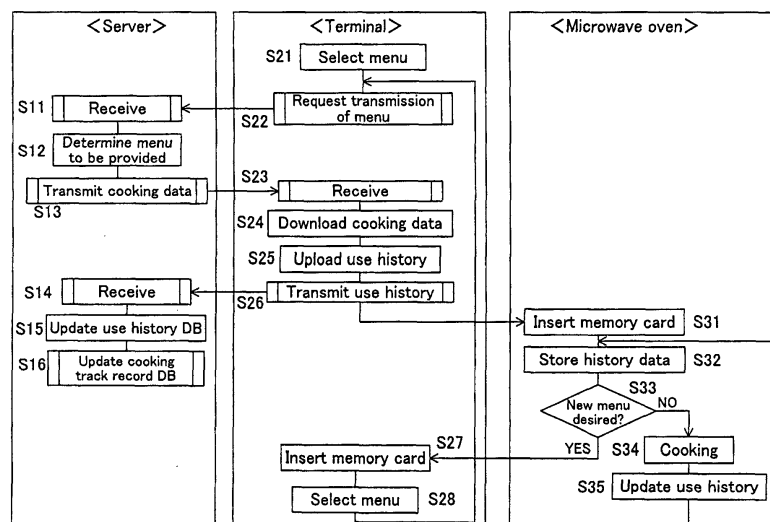 <Server>
<Terminal>
<Microwave oven>
S21
Select menu
S11
Receive
S22
Request transmission
of menu
S12
Determine menu
to be provided
S13
Transmit cooking data
S23
Receive
S24
Download cooking data
S25
Upload use history
S14
Receive
S26
Transmit use history
S15
Update use history DB
S16
Update cooking
track record DB
Insert memory card
S31
Store history data
S32
S33
New menu
desired?
NO
YES
S27
Insert memory card
S34
Cooking
Select menu
S28
S35
Update use history